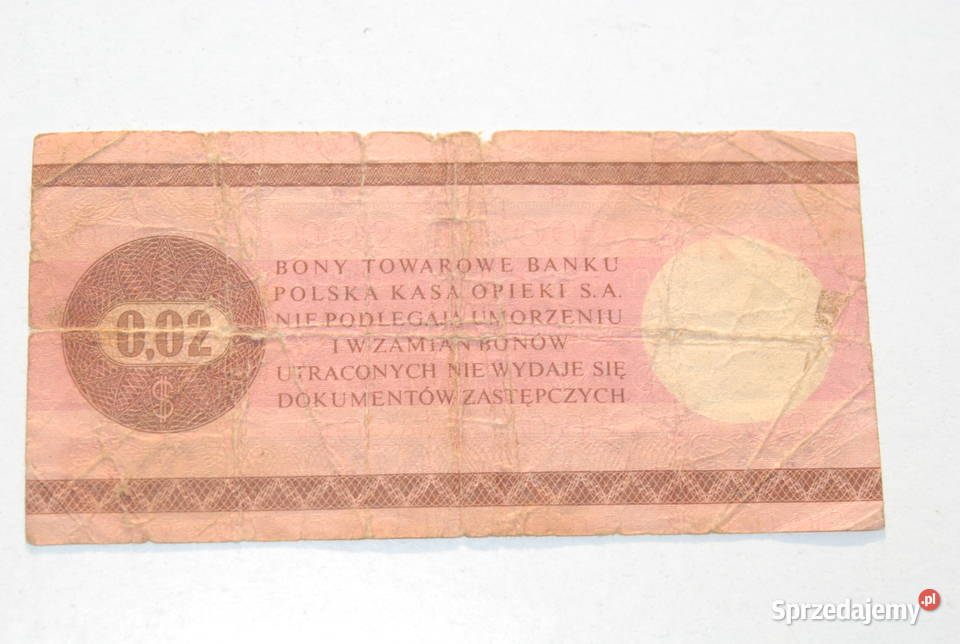 BONY TOWAROWE BANKU
POLSKA KASA OPIEKI S.A.
NIE PODLEGAJĄ UMORZENIU
I W ZAMIAN BONÓW
UTRACONYCH NIE WYDAJE SIĘ
DOKUMENTÓW ZASTĘPCZYCH
0,02
$
Sprzedajemy.pl